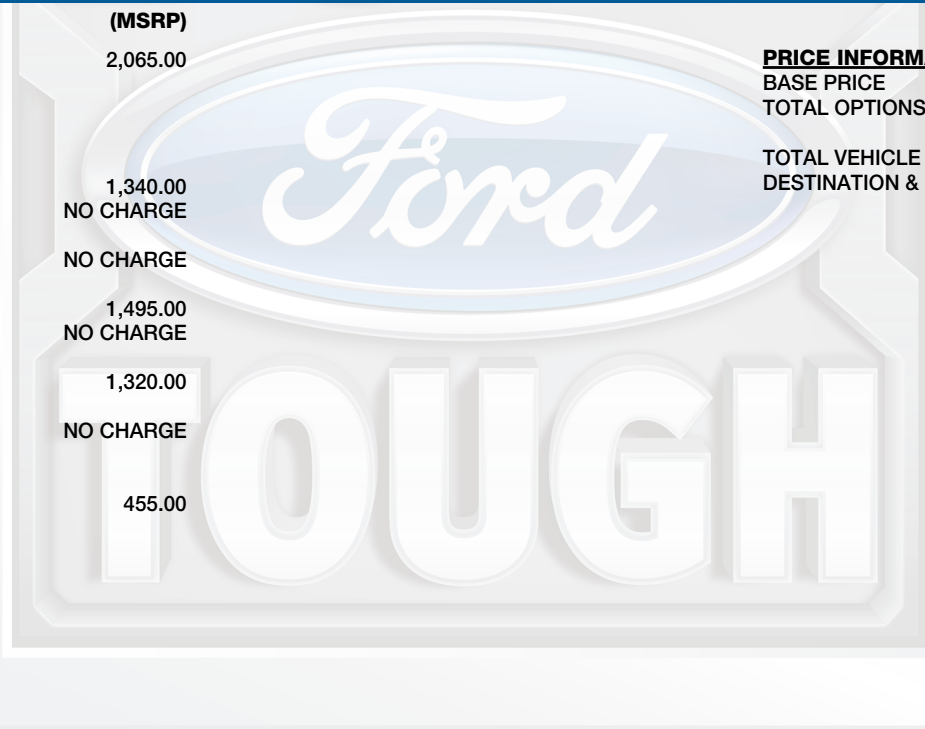 (MSRP)
2,065.00
1,340.00
NO CHARGE
NO CHARGE
1,495.00
NO CHARGE
1,320.00
NO CHARGE
455.00
PRICE INFORM
BASE PRICE
TOTAL OPTIONS
TOTAL VEHICLE
DESTINATION &
Ford
TOUGH